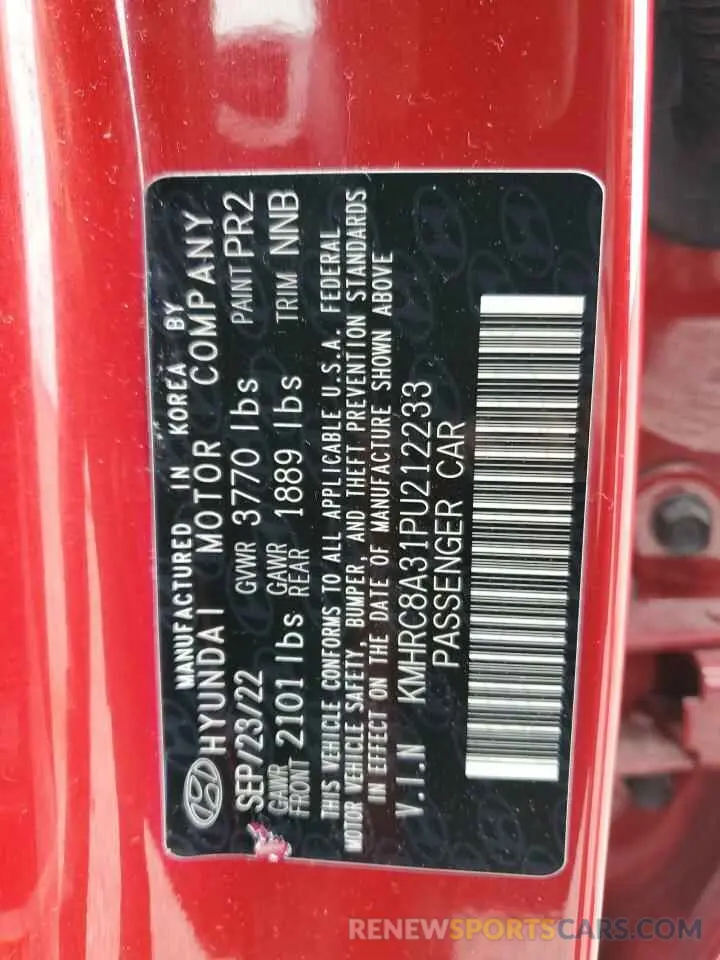 MANUFACTURED IN KOREA BY
HYUNDAI MOTOR COMPANY
SEP/23/22 GVWR 3770 lbs PAINT PR2
GAWR FRONT 2101 lbs GAWR REAR 1889 lbs TRIM NNB
THIS VEHICLE CONFORMS TO ALL APPLICABLE U.S.A. FEDERAL
MOTOR VEHICLE SAFETY, BUMPER, AND THEFT PREVENTION STANDARDS
IN EFFECT ON THE DATE OF MANUFACTURE SHOWN ABOVE
V.I.N KMHRC8A31PU212233
PASSENGER CAR
RENEWSPORTSCARS.COM